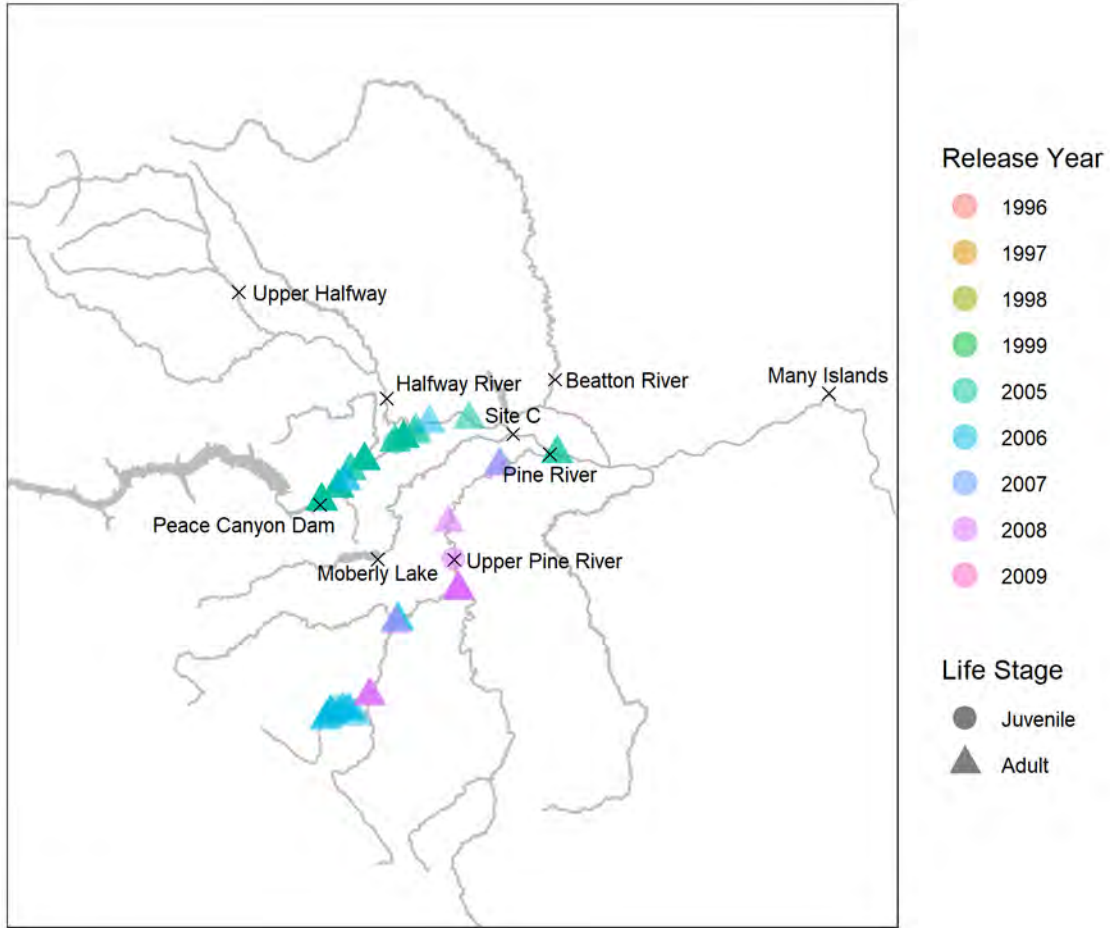 Upper Halfway
Halfway River
Beatton River
Many Islands
Site C
Pine River
Peace Canyon Dam
Moberly Lake
Upper Pine River
Release Year
1996
1997
1998
1999
2005
2006
2007
2008
2009
Life Stage
Juvenile
Adult